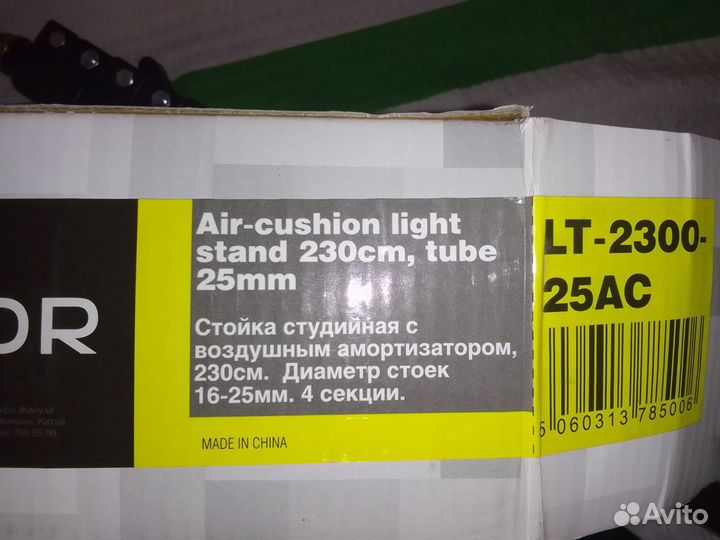 Air-cushion light
stand 230cm, tube
25mm
Стойка студийная с
воздушным амортизатором,
230см. Диаметр стоек
16-25мм. 4 секции.
MADE IN CHINA
LT-2300-
25AC
5 060313 785006
OR
Китай
Avito